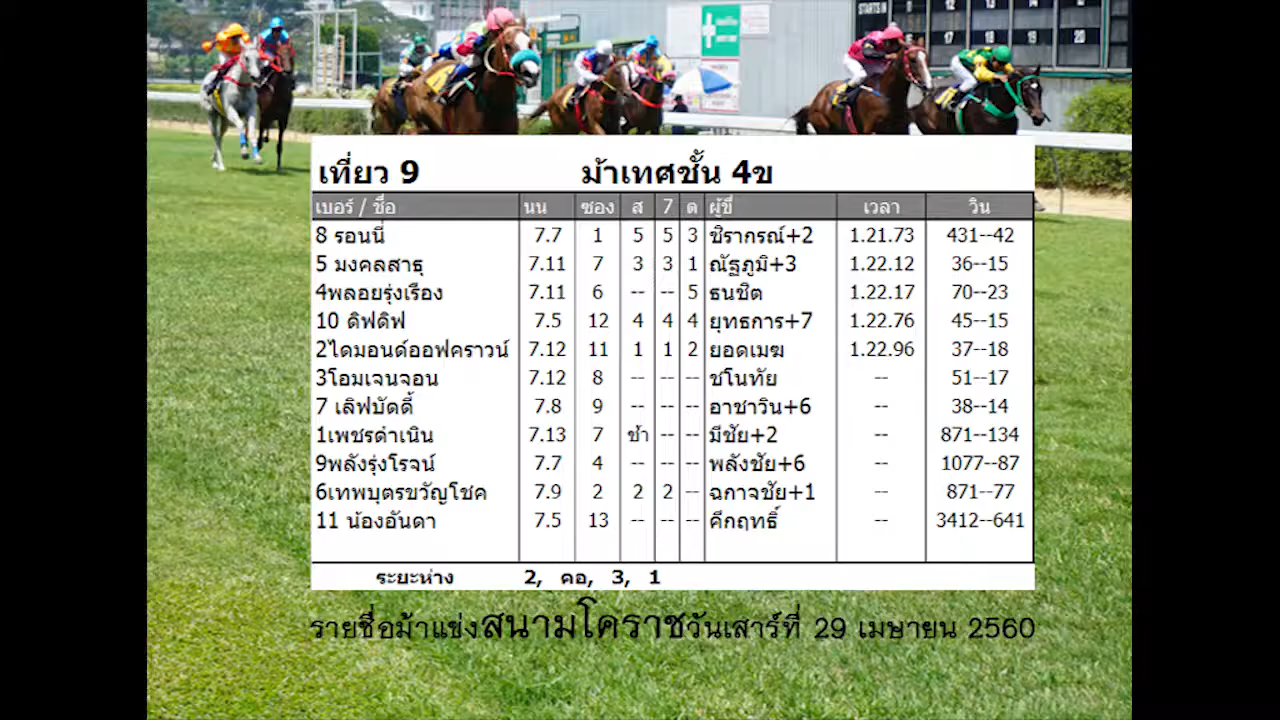 STARTS IN
11 12 13 14 15
17 18 19 20
เที่ยว 9 ม้าเทศชั้น 4ข
เบอร์ / ชื่อ นน ซอง ส 7 ต ผู้ขี่ เวลา วิน
8 รอนนี่ 7.7 1 5 5 3 ชิรากรณ์+2 1.21.73 431--42
5 มงคลสาธุ 7.11 7 3 3 1 ณัฐภูมิ+3 1.22.12 36--15
4พลอยรุ่งเรือง 7.11 6 -- -- 5 ธนชิต 1.22.17 70--23
10 ดิฟดิฟ 7.5 12 4 4 4 ยุทธการ+7 1.22.76 45--15
2ไดมอนด์ออฟคราวน์ 7.12 11 1 1 2 ยอดเมฆ 1.22.96 37--18
3โอมเจนจอน 7.12 8 -- -- -- ชโนทัย -- 51--17
7 เลิฟบัดดี้ 7.8 9 -- -- -- อาชาวิน+6 -- 38--14
1เพชรดำเนิน 7.13 7 ช้า -- -- มีชัย+2 -- 871--134
9พลังรุ่งโรจน์ 7.7 4 -- -- -- พลังชัย+6 -- 1077--87
6เทพบุตรขวัญโชค 7.9 2 2 2 -- ฉกาจชัย+1 -- 871--77
11 น้องอันดา 7.5 13 -- -- -- คึกฤทธิ์ -- 3412--641
ระยะห่าง 2, คอ, 3, 1
รายชื่อม้าแข่งสนามโคราชวันเสาร์ที่ 29 เมษายน 2560